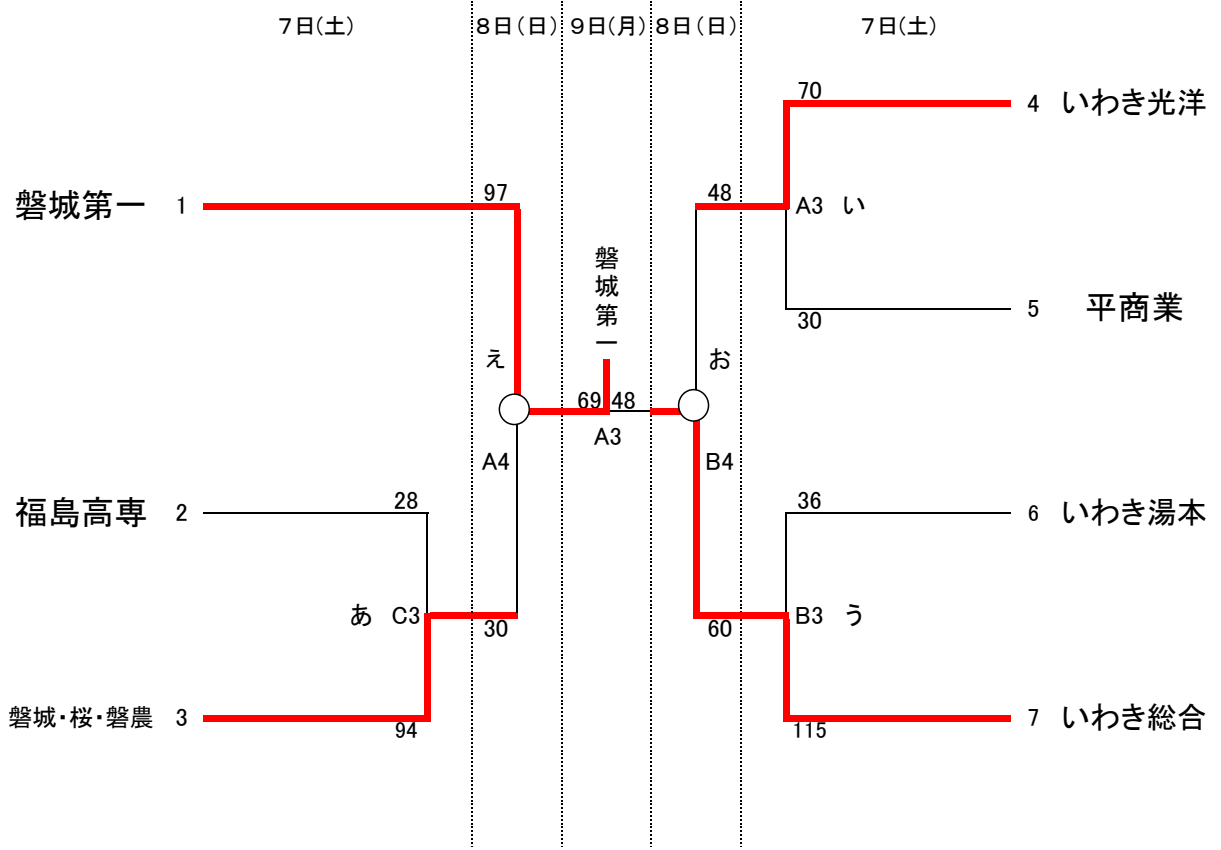 7日(土) 8日(日) 9日(月) 8日(日) 7日(土)
70
4 いわき光洋
磐城第一 1
97
48
A3 い
磐城第一
30
5 平商業
え
お
69 48
A3
A4
B4
福島高専 2
28
36
6 いわき湯本
あ C3
30
60
B3 う
磐城・桜・磐農 3
94
115
7 いわき総合